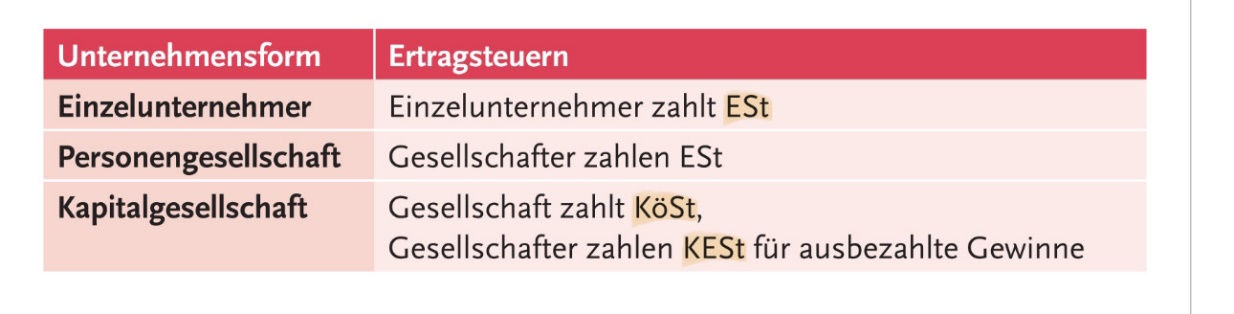 Unternehmensform Ertragsteuern
Einzelunternehmer Einzelunternehmer zahlt ESt
Personengesellschaft Gesellschafter zahlen ESt
Kapitalgesellschaft Gesellschaft zahlt KöSt,
Gesellschafter zahlen KESt für ausbezahlte Gewinne